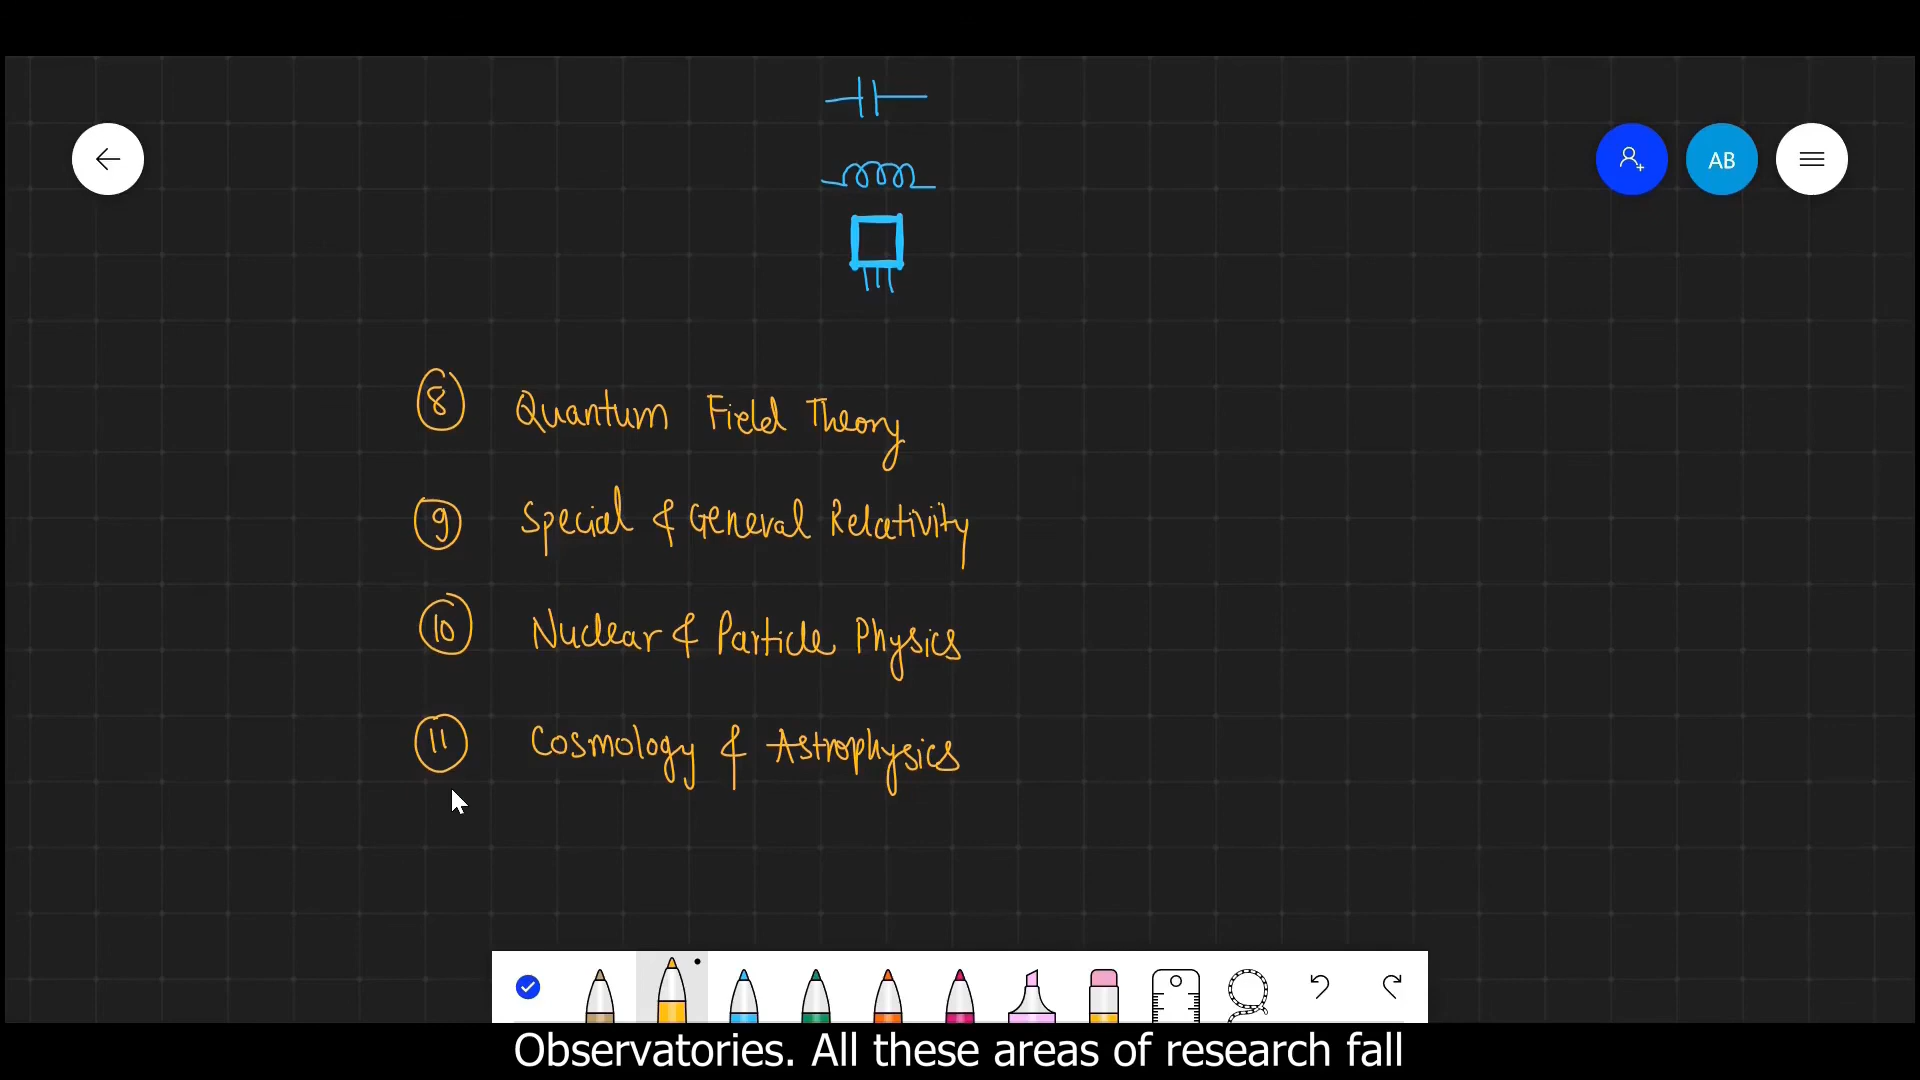 AB
8 Quantum Field Theory
9 Special & General Relativity
10 Nuclear & Particle Physics
11 Cosmology & Astrophysics
Observatories. All these areas of research fall